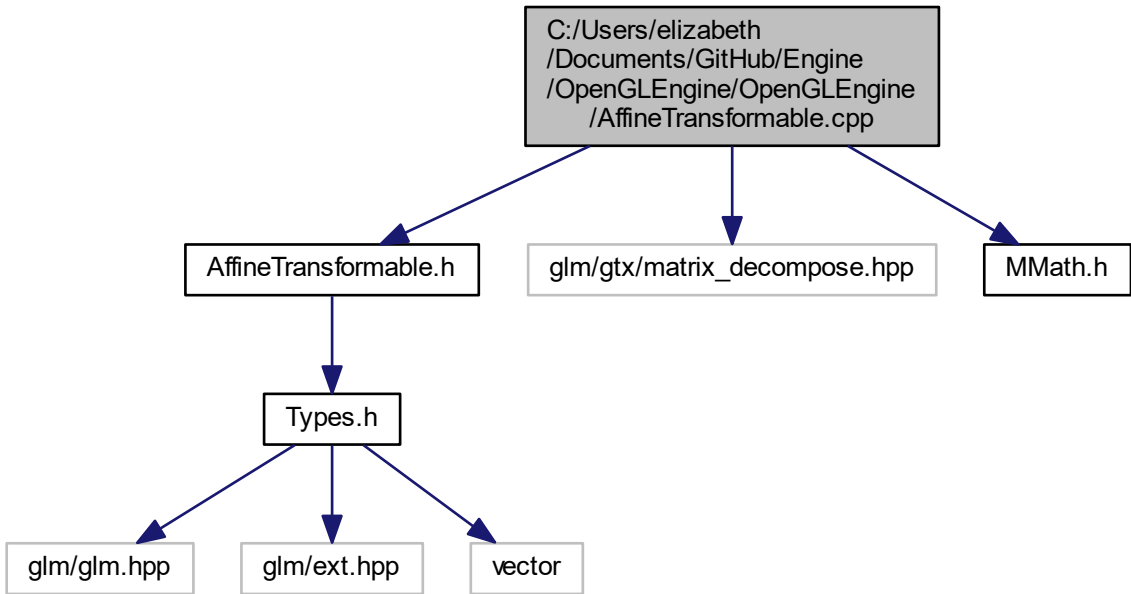 C:/Users/elizabeth
/Documents/GitHub/Engine
/OpenGLEngine/OpenGLEngine
/AffineTransformable.cpp
AffineTransformable.h
glm/gtx/matrix_decompose.hpp
MMath.h
Types.h
glm/glm.hpp
glm/ext.hpp
vector